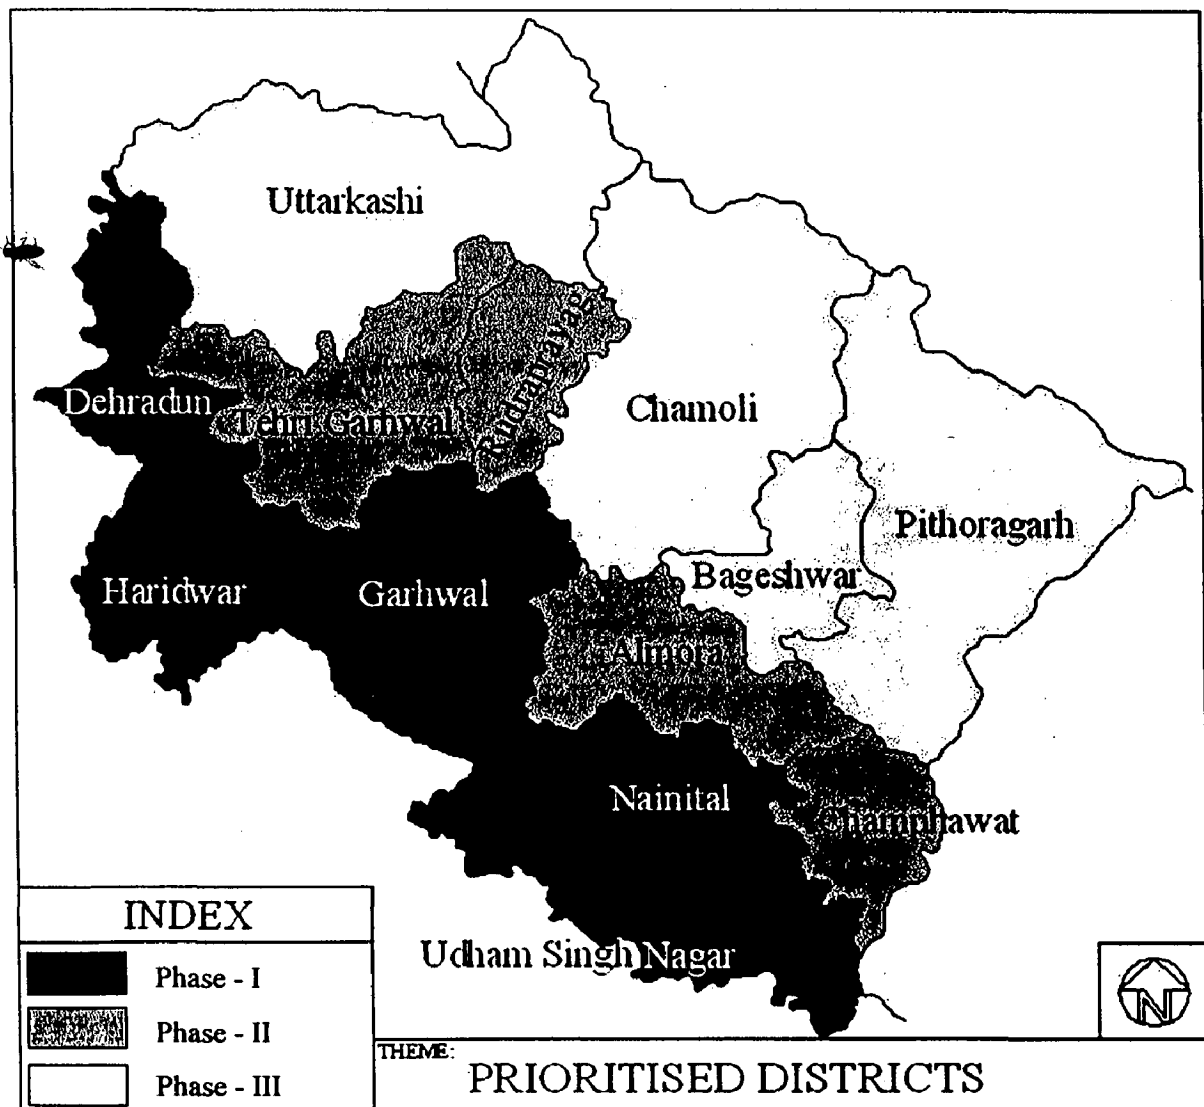 Uttarkashi
Rudraprayag
Chamoli
Dehradun
Tehri Garhwal
Pithoragarh
Bageshwar
Haridwar
Garhwal
Almora
Nainital
Champhawat
Udham Singh Nagar
INDEX
Phase - I
Phase - II
Phase - III
N
THEME:
PRIORITISED DISTRICTS